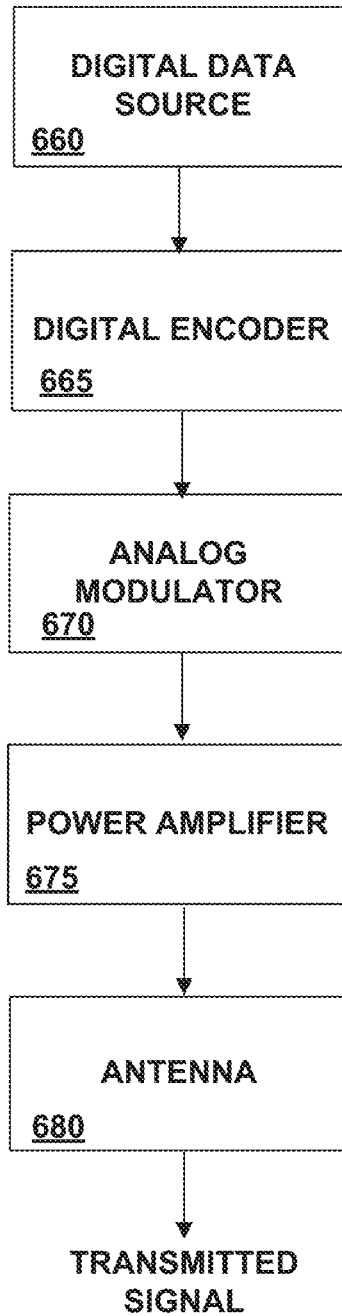 DIGITAL DATA
SOURCE
660
DIGITAL ENCODER
665
ANALOG
MODULATOR
670
POWER AMPLIFIER
675
ANTENNA
680
TRANSMITTED
SIGNAL